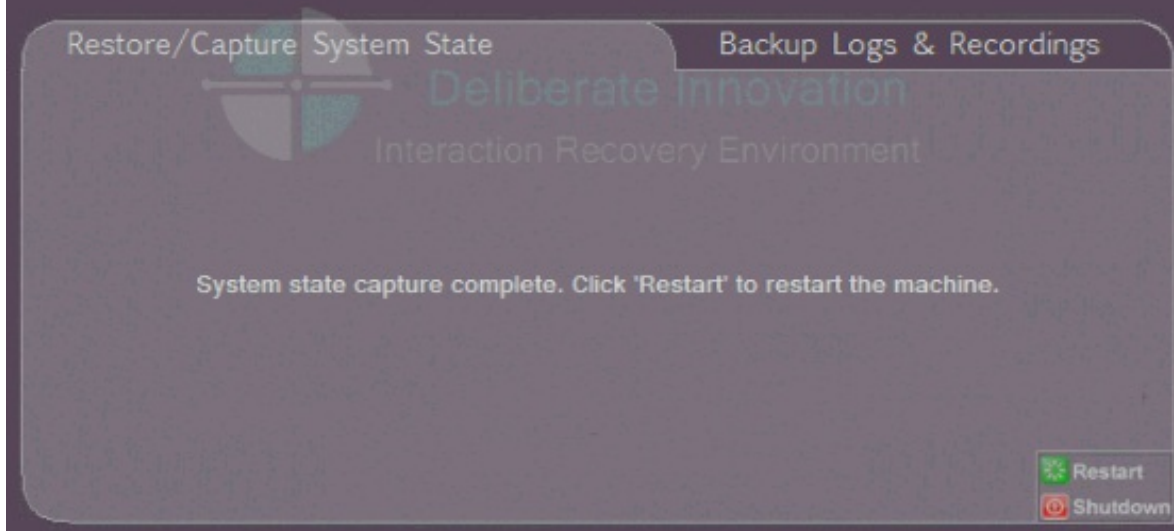 Restore/Capture System State
Backup Logs & Recordings
Deliberate Innovation
Interaction Recovery Environment
System state capture complete. Click 'Restart' to restart the machine.
Restart
Shutdown